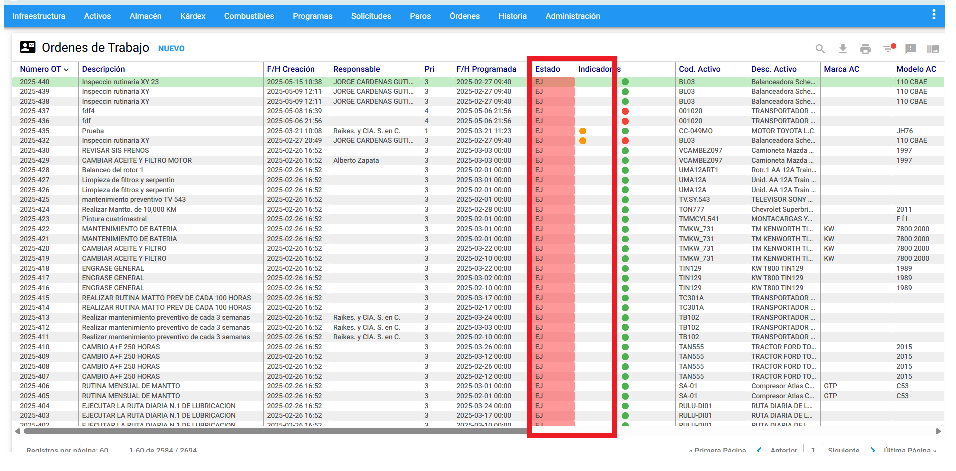 Infraestructura Activos Almacén Kárdex Combustibles Programas Solicitudes Paros Órdenes Historia Administración
Ordenes de Trabajo NUEVO
Número OT Descripción F/H Creación Responsable Pri F/H Programada Estado Indicadores Cod. Activo Desc. Activo Marca AC Modelo AC
2025-440 Inspeccin rutinaria XY 23 2025-05-15 10:38 JORGE CARDENAS GUTI... 3 2025-02-27 09:40 EJ BL03 Balanceadora Sche... 110 CBAE
2025-439 Inspeccin rutinaria XY 2025-05-09 12:11 JORGE CARDENAS GUTI... 3 2025-02-27 09:40 EJ BL03 Balanceadora Sche... 110 CBAE
2025-438 Inspeccin rutinaria XY 2025-05-09 12:11 JORGE CARDENAS GUTI... 3 2025-02-27 09:40 EJ BL03 Balanceadora Sche... 110 CBAE
2025-437 fdf4 2025-05-08 16:39 4 2025-05-06 21:56 EJ 001020 TRANSPORTADOR ...
2025-436 fdf 2025-05-06 21:56 4 2025-05-06 21:56 EJ 001020 TRANSPORTADOR ...
2025-435 Prueba 2025-03-21 10:08 Raikes. y CIA. S. en C. 1 2025-03-21 11:23 EJ CC-049MO MOTOR TOYOTA L.C. JH76
2025-432 Inspeccin rutinaria XY 2025-02-27 20:49 JORGE CARDENAS GUTI... 3 2025-02-27 09:40 EJ BL03 Balanceadora Sche... 110 CBAE
2025-430 REVISAR SIS FRENOS 2025-02-26 16:52 3 2025-03-03 00:00 EJ VCAMBEZ097 Camioneta Mazda ... 1997
2025-429 CAMBIAR ACEITE Y FILTRO MOTOR 2025-02-26 16:52 Alberto Zapata 3 2025-03-03 00:00 EJ VCAMBEZ097 Camioneta Mazda ... 1997
2025-428 Balanceo del rotor 1 2025-02-26 16:52 3 2025-02-01 00:00 EJ UMA12ART1 Rotr.1 AA 12A Train...
2025-427 Limpieza de filtros y serpentin 2025-02-26 16:52 3 2025-03-01 00:00 EJ UMA12A Unid. AA 12A Train ...
2025-426 Limpieza de filtros y serpentin 2025-02-26 16:52 3 2025-02-01 00:00 EJ UMA12A Unid. AA 12A Train ...
2025-425 mantenimiento preventivo TV 543 2025-02-26 16:52 3 2025-02-01 00:00 EJ TV.SY.543 TELEVISOR SONY ...
2025-424 Realizar Mantto. de 10,000 KM 2025-02-26 16:52 3 2025-02-02 00:00 EJ TON777 Chevrolet Superbri... 2011
2025-423 Pintura cuatrimestral 2025-02-26 16:52 3 2025-02-01 00:00 EJ TMMCYL541 MONTACARGAS Y...
2025-422 MANTENIMIENTO DE BATERIA 2025-02-26 16:52 3 2025-03-01 00:00 EJ TMKW_731 TM KENWORTH TI... KW 7800 2000
2025-421 MANTENIMIENTO DE BATERIA 2025-02-26 16:52 3 2025-02-01 00:00 EJ TMKW_731 TM KENWORTH TI... KW 7800 2000
2025-420 CAMBIAR ACEITE Y FILTRO 2025-02-26 16:52 3 2025-03-22 00:00 EJ TMKW_731 TM KENWORTH TI... KW 7800 2000
2025-419 CAMBIAR ACEITE Y FILTRO 2025-02-26 16:52 3 2025-02-10 00:00 EJ TMKW_731 TM KENWORTH TI... KW 7800 2000
2025-418 ENGRASE GENERAL 2025-02-26 16:52 3 2025-03-22 00:00 EJ TIN129 KW T800 TIN129 1989
2025-417 ENGRASE GENERAL 2025-02-26 16:52 3 2025-03-02 00:00 EJ TIN129 KW T800 TIN129 1989
2025-416 ENGRASE GENERAL 2025-02-26 16:52 3 2025-02-10 00:00 EJ TIN129 KW T800 TIN129 1989
2025-415 REALIZAR RUTINA MATTO PREV DE CADA 100 HORAS 2025-02-26 16:52 3 2025-03-17 00:00 EJ TC301A TRANSPORTADOR ...
2025-414 REALIZAR RUTINA MATTO PREV DE CADA 100 HORAS 2025-02-26 16:52 3 2025-02-17 00:00 EJ TC301A TRANSPORTADOR ...
2025-413 Realizar mantenimiento preventivo de cada 3 semanas 2025-02-26 16:52 Raikes. y CIA. S. en C. 3 2025-03-24 00:00 EJ TB102 TRANSPORTADOR ...
2025-412 Realizar mantenimiento preventivo de cada 3 semanas 2025-02-26 16:52 Raikes. y CIA. S. en C. 3 2025-03-03 00:00 EJ TB102 TRANSPORTADOR ...
2025-411 Realizar mantenimiento preventivo de cada 3 semanas 2025-02-26 16:52 Raikes. y CIA. S. en C. 3 2025-02-10 00:00 EJ TB102 TRANSPORTADOR ...
2025-410 CAMBIO A+F 250 HORAS 2025-02-26 16:52 3 2025-03-26 00:00 EJ TAN555 TRACTOR FORD TO... 2015
2025-409 CAMBIO A+F 250 HORAS 2025-02-26 16:52 3 2025-03-12 00:00 EJ TAN555 TRACTOR FORD TO... 2015
2025-408 CAMBIO A+F 250 HORAS 2025-02-26 16:52 3 2025-02-26 00:00 EJ TAN555 TRACTOR FORD TO... 2015
2025-407 CAMBIO A+F 250 HORAS 2025-02-26 16:52 3 2025-02-12 00:00 EJ TAN555 TRACTOR FORD TO... 2015
2025-406 RUTINA MENSUAL DE MANTTO 2025-02-26 16:52 3 2025-03-01 00:00 EJ SA-01 Compresor Atlas C... GTP C53
2025-405 RUTINA MENSUAL DE MANTTO 2025-02-26 16:52 3 2025-02-01 00:00 EJ SA-01 Compresor Atlas C... GTP C53
2025-404 EJECUTAR LA RUTA DIARIA N.1 DE LUBRICACION 2025-02-26 16:52 3 2025-03-24 00:00 EJ RULU-DI01 RUTA DIARIA DE L...
2025-403 EJECUTAR LA RUTA DIARIA N.1 DE LUBRICACION 2025-02-26 16:52 3 2025-03-17 00:00 EJ RULU-DI01 RUTA DIARIA DE L...
2025-402 EJECUTAR LA RUTA DIARIA N.1 DE LUBRICACION 2025-02-26 16:52 3 2025-03-10 00:00 EJ RULU-DI01 RUTA DIARIA DE L...
Registros por página: 60 1-60 de 2584 / 2694 « Primera Página Anterior 1 Siguiente Última Página »